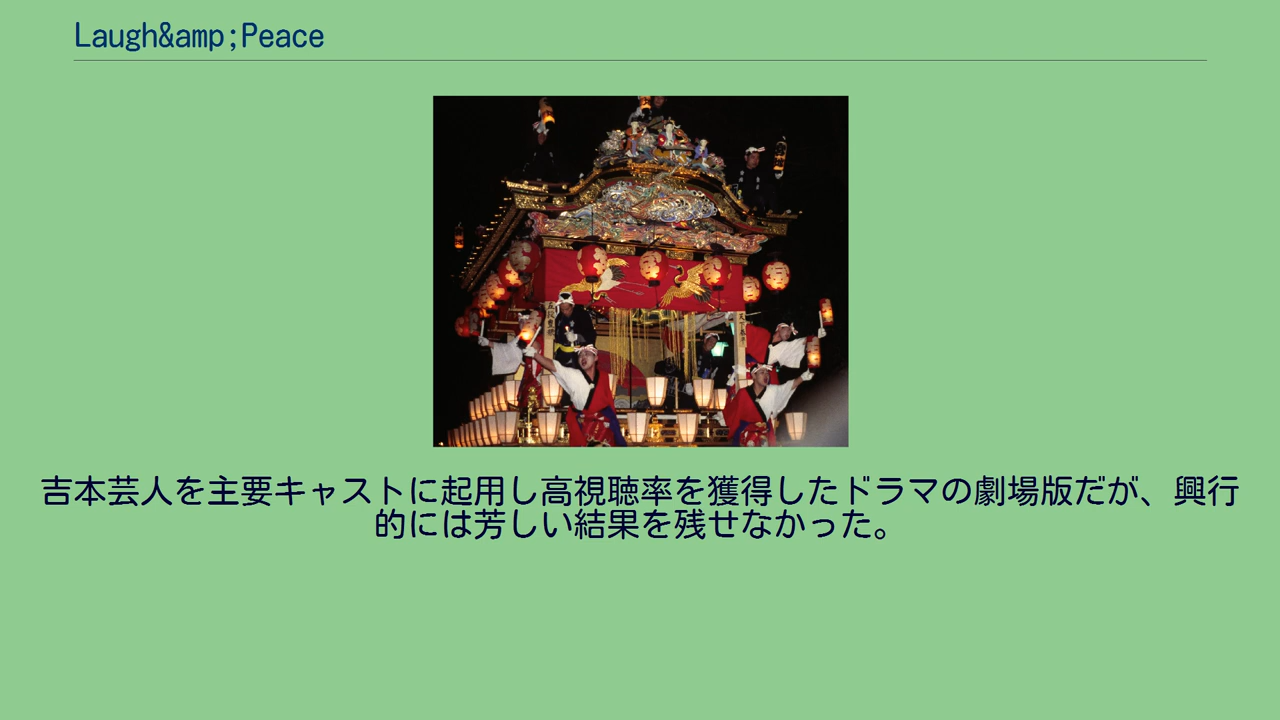 Laugh&amp;Peace
吉本芸人を主要キャストに起用し高視聴率を獲得したドラマの劇場版だが、興行
的には芳しい結果を残せなかった。